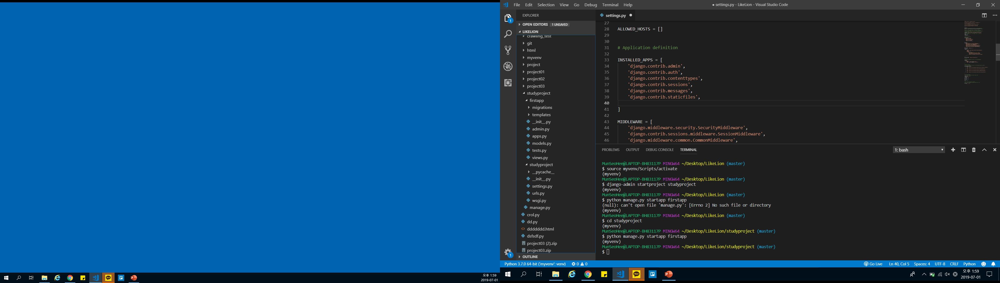 File Edit Selection View Go Debug Terminal Help
● settings.py - LikeLion - Visual Studio Code
EXPLORER
OPEN EDITORS 1 UNSAVED
LIKELION
crawling_test
git
html
myvenv
project
project01
project02
project03
studyproject
firstapp
migrations
templates
__init__.py
admin.py
apps.py
models.py
tests.py
views.py
studyproject
__pycache__
__init__.py
settings.py
urls.py
wsgi.py
manage.py
crol.py
dd.py
ddddddd.html
dsfsdf.py
project03 (2).zip
project03.zip
OUTLINE
1
1
settings.py
27
28 ALLOWED_HOSTS = []
29
30
31 # Application definition
32
33 INSTALLED_APPS = [
34 'django.contrib.admin',
35 'django.contrib.auth',
36 'django.contrib.contenttypes',
37 'django.contrib.sessions',
38 'django.contrib.messages',
39 'django.contrib.staticfiles',
40
41 ]
42
43 MIDDLEWARE = [
44 'django.middleware.security.SecurityMiddleware',
45 'django.contrib.sessions.middleware.SessionMiddleware',
46 'django.middleware.common.CommonMiddleware',
PROBLEMS OUTPUT DEBUG CONSOLE TERMINAL
1: bash
MunSeoHee@LAPTOP-BH83117P MINGW64 ~/Desktop/LikeLion (master)
$ source myvenv/Scripts/activate
(myvenv)
MunSeoHee@LAPTOP-BH83117P MINGW64 ~/Desktop/LikeLion (master)
$ django-admin startproject studyproject
(myvenv)
MunSeoHee@LAPTOP-BH83117P MINGW64 ~/Desktop/LikeLion (master)
$ python manage.py startapp firstapp
(null): can't open file 'manage.py': [Errno 2] No such file or directory
(myvenv)
MunSeoHee@LAPTOP-BH83117P MINGW64 ~/Desktop/LikeLion (master)
$ cd studyproject
(myvenv)
MunSeoHee@LAPTOP-BH83117P MINGW64 ~/Desktop/LikeLion/studyproject (master)
$ python manage.py startapp firstapp
(myvenv)
MunSeoHee@LAPTOP-BH83117P MINGW64 ~/Desktop/LikeLion/studyproject (master)
$
Python 3.7.0 64-bit ('myvenv': venv) 0 0
Go Live Ln 40, Col 5 Spaces: 4 UTF-8 CRLF Python
TALK
오후 1:59
2019-07-01
TALK
오후 1:59
2019-07-01